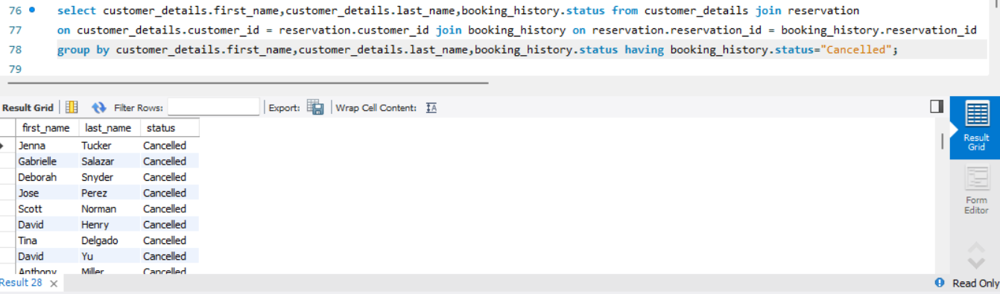 76 select customer_details.first_name,customer_details.last_name,booking_history.status from customer_details join reservation
77 on customer_details.customer_id = reservation.customer_id join booking_history on reservation.reservation_id = booking_history.reservation_id
78 group by customer_details.first_name,customer_details.last_name,booking_history.status having booking_history.status="Cancelled";
79
Result Grid Filter Rows: Export: Wrap Cell Content:
first_name last_name status
Jenna Tucker Cancelled
Gabrielle Salazar Cancelled
Deborah Snyder Cancelled
Jose Perez Cancelled
Scott Norman Cancelled
David Henry Cancelled
Tina Delgado Cancelled
David Yu Cancelled
Anthony Miller Cancelled
Result
Grid
Form
Editor
Result 28
Read Only